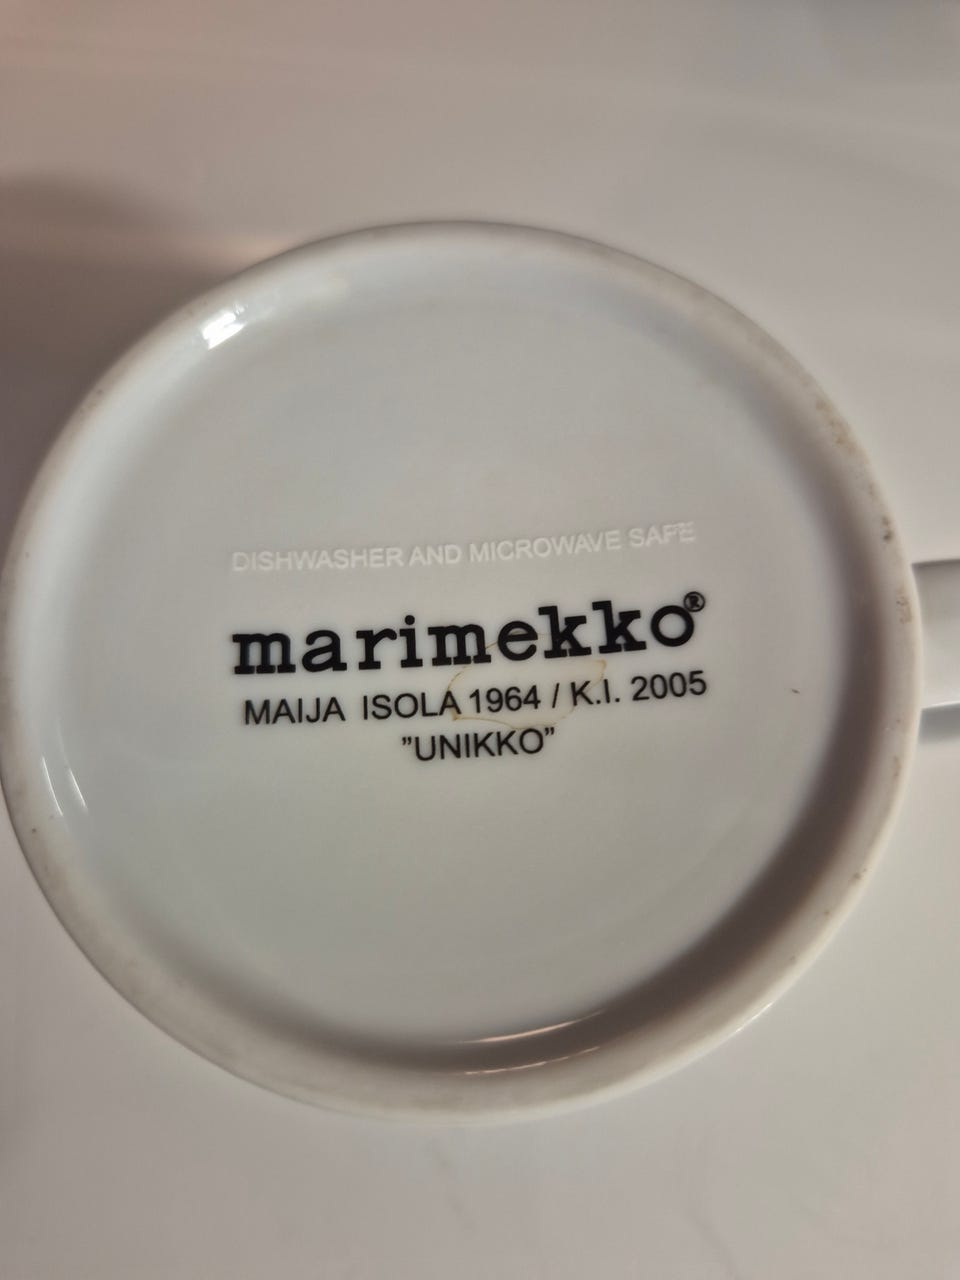 DISHWASHER AND MICROWAVE SAFE
marimekko®
MAIJA ISOLA 1964 / K.I. 2005
”UNIKKO”